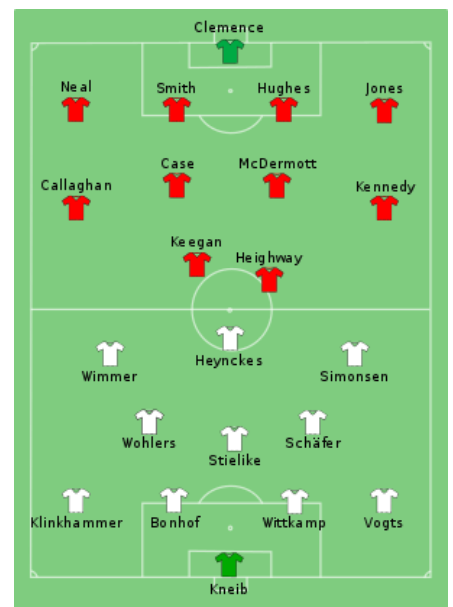 Clemence
Neal Smith Hughes Jones
Case McDermott
Callaghan Kennedy
Keegan
Heighway
Heynckes
Wimmer Simonsen
Wohlers Schäfer
Stielike
Klinkhammer Bonhof Wittkamp Vogts
Kneib